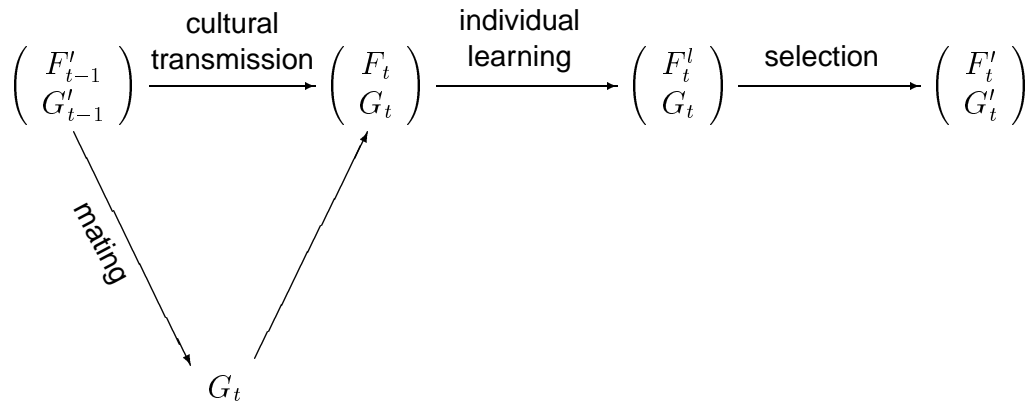 cultural
transmission
individual
learning
selection
F′_{t−1}
G′_{t−1}
F_t
G_t
F^l_t
G_t
F′_t
G′_t
mating
G_t